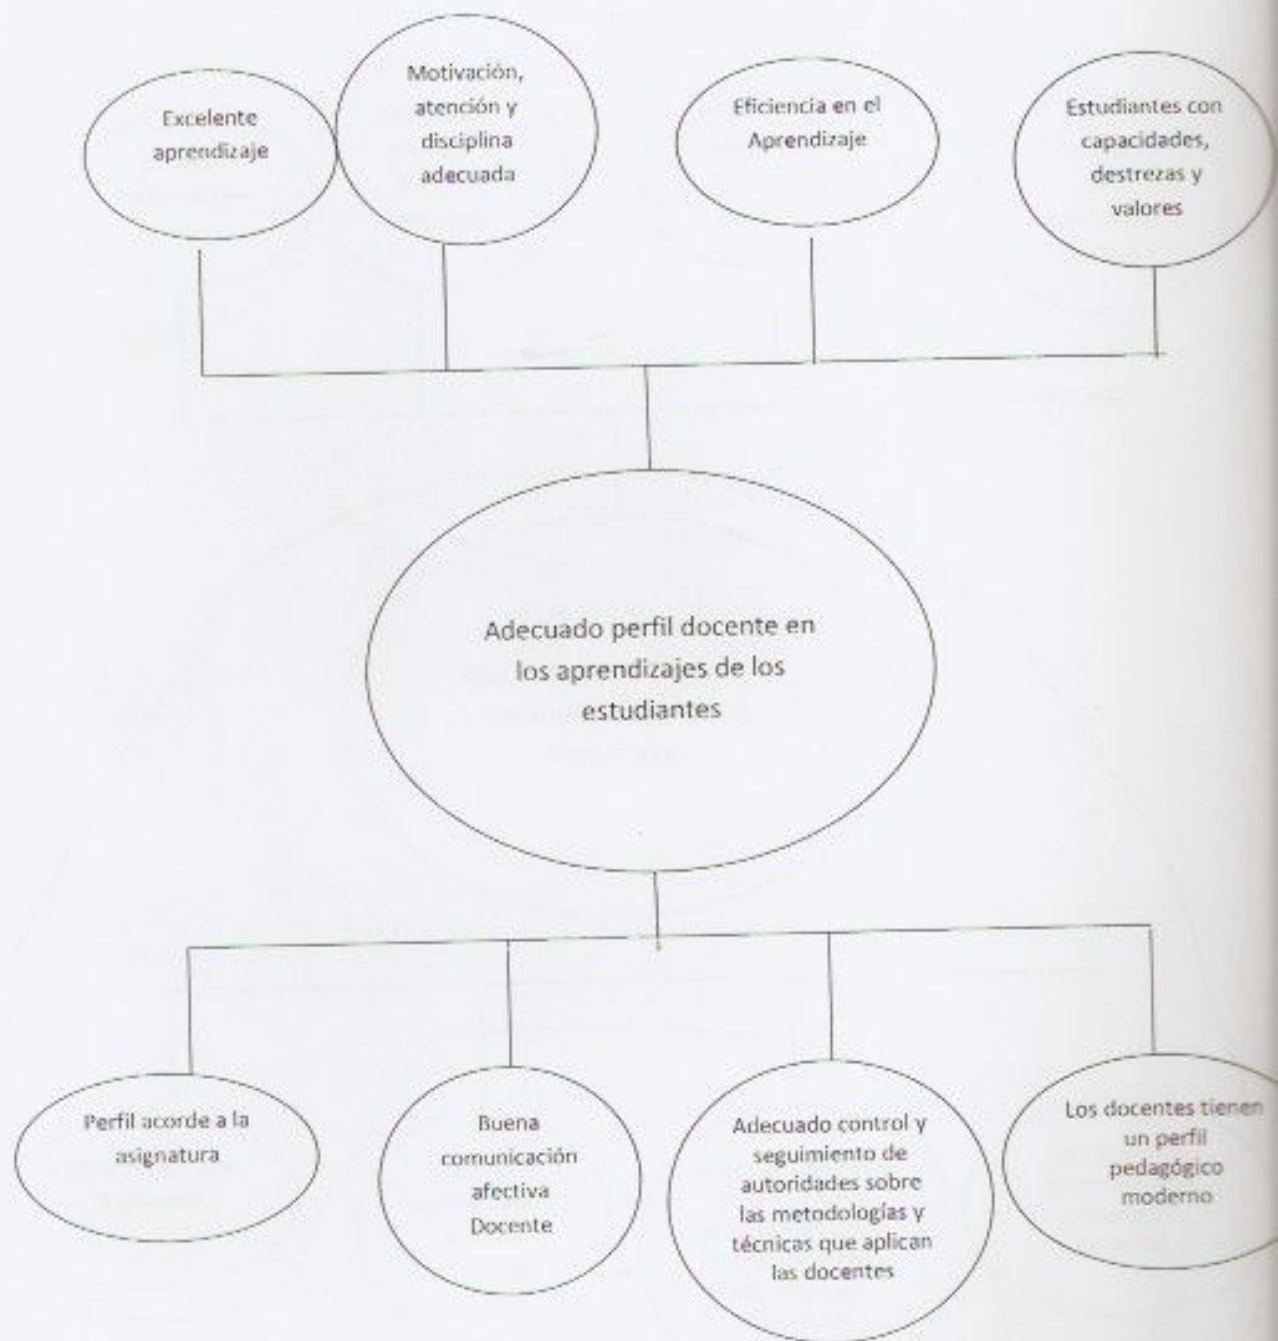 Excelente
aprendizaje
Motivación,
atención y
disciplina
adecuada
Eficiencia en el
Aprendizaje
Estudiantes con
capacidades,
destrezas y
valores
Adecuado perfil docente en
los aprendizajes de los
estudiantes
Perfil acorde a la
asignatura
Buena
comunicación
afectiva
Docente
Adecuado control y
seguimiento de
autoridades sobre
las metodologías y
técnicas que aplican
las docentes
Los docentes tienen
un perfil
pedagógico
moderno